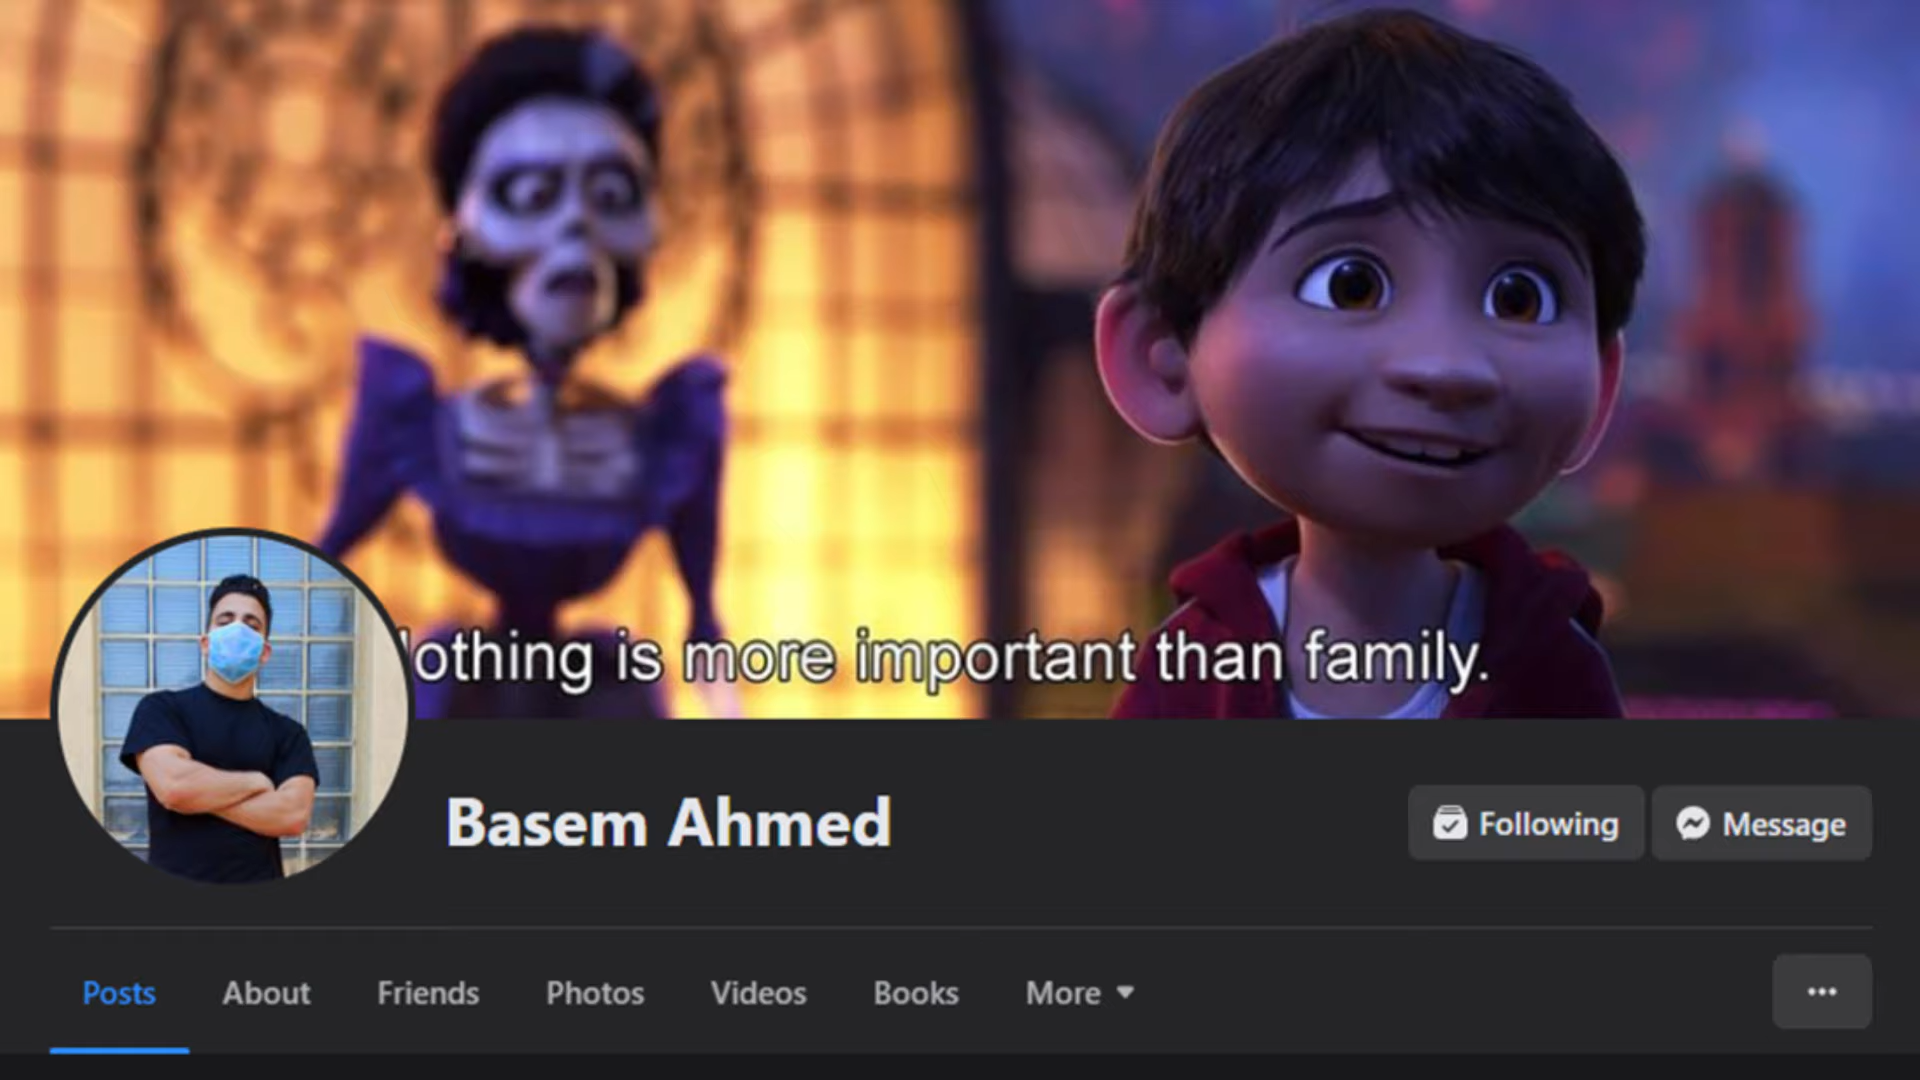 othing is more important than family.
Basem Ahmed
Following
Message
Posts About Friends Photos Videos Books More